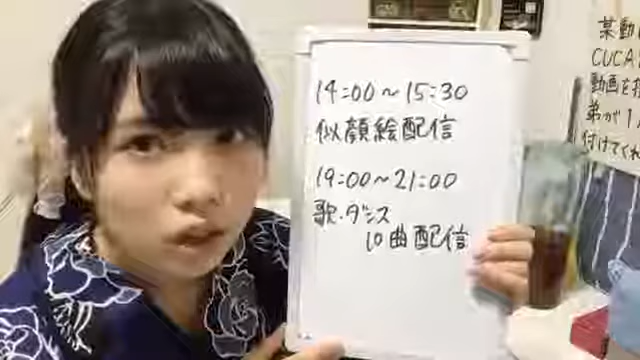 14:00～15:30
似顔絵配信
19:00～21:00
歌・ダンス
10曲配信
某動
CUCA
動画を
弟が1
付けてくれ